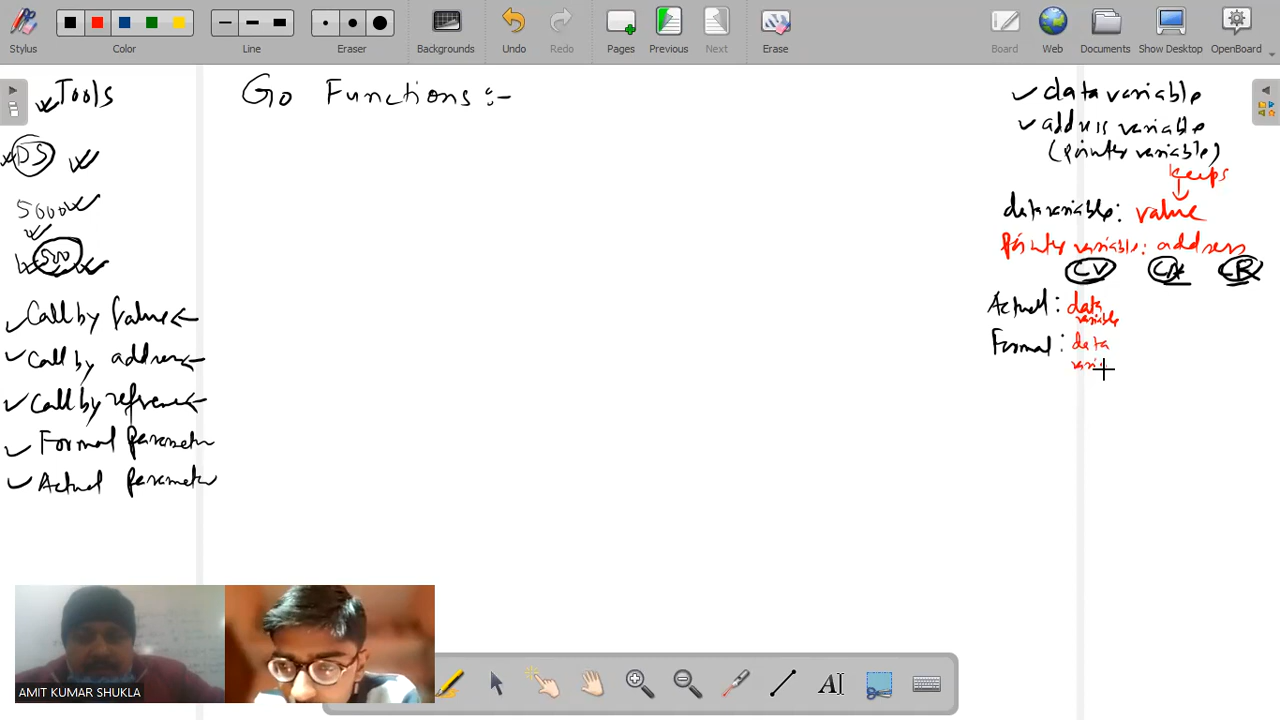 Stylus
Color
Line
Eraser
Backgrounds
Undo
Redo
Pages
Previous
Next
Erase
Board
Web
Documents
Show Desktop
OpenBoard
Tools
DS
5000
500
Call by Value
Call by address
Call by refrence
Formal parameter
Actual parameter
Go Functions :-
data variable
address variable
(pointer variable)
keeps
data variable: value
Pointer variable: address
CV CA CR
Actual: data
variable
Formal: data
vari
AMIT KUMAR SHUKLA